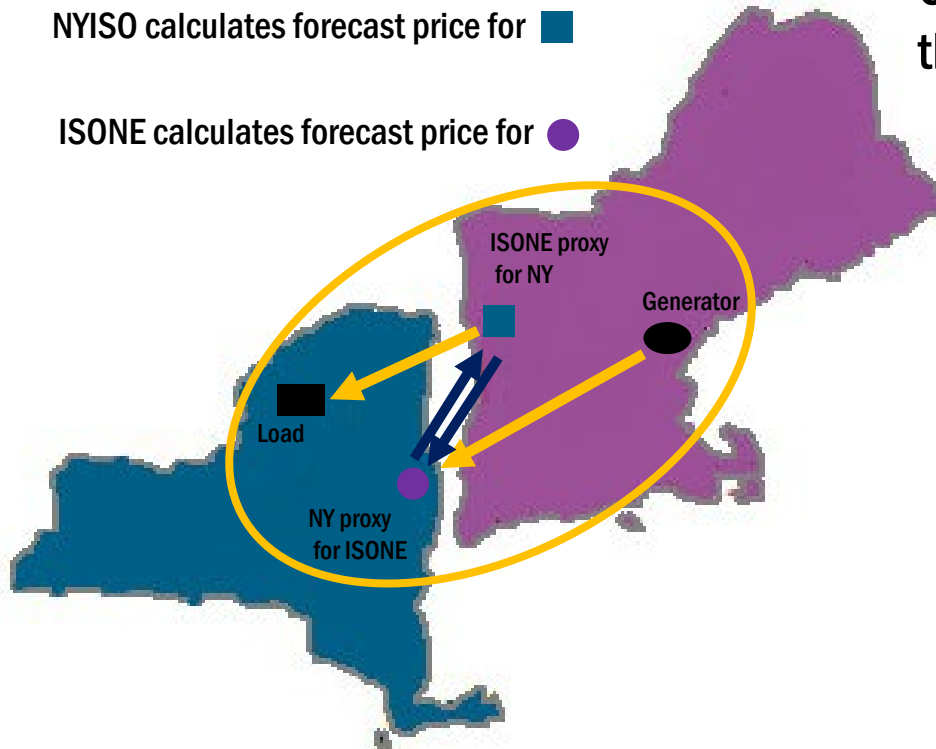 NYISO calculates forecast price for
ISONE calculates forecast price for
ISONE proxy
for NY
Generator
Load
NY proxy
for ISONE